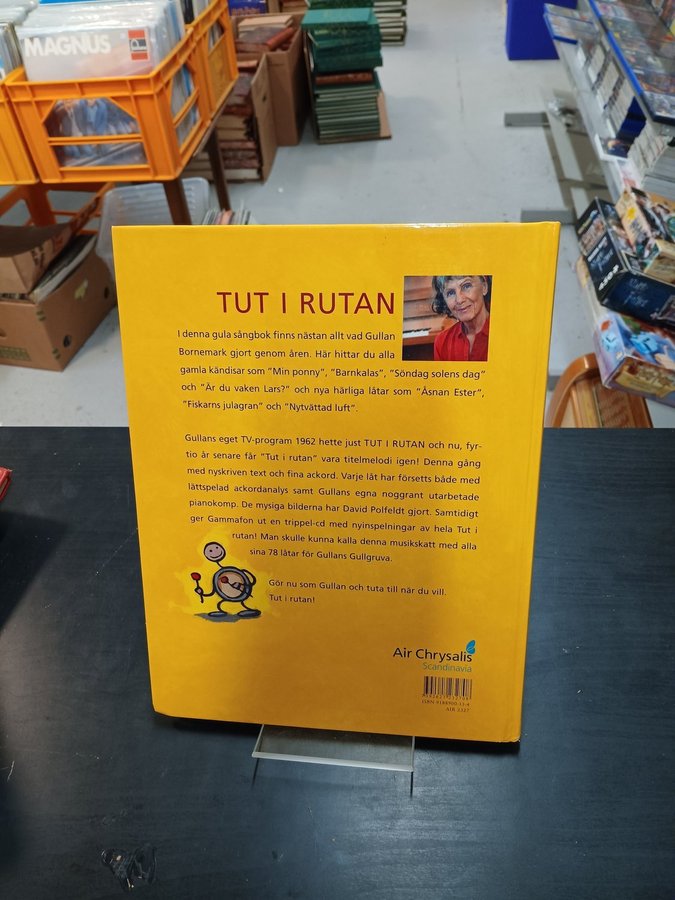 MAGNUS
TUT I RUTAN
I denna gula sångbok finns nästan allt vad Gullan
Bornemark gjort genom åren. Här hittar du alla
gamla kändisar som ”Min ponny”, ”Barnkalas”, ”Söndag solens dag”
och ”Är du vaken Lars?” och nya härliga låtar som ”Åsnan Ester”,
”Fiskarns julagran” och ”Nytvättad luft”.
Gullans eget TV-program 1962 hette just TUT I RUTAN och nu, fyr-
tio år senare får ”Tut i rutan” vara titelmelodi igen! Denna gång
med nyskriven text och fina ackord. Varje låt har försetts både med
lättspelad ackordanalys samt Gullans egna noggrant utarbetade
pianokomp. De mysiga bilderna har David Polfeldt gjort. Samtidigt
ger Gammafon ut en trippel-cd med nyinspelningar av hela Tut i
rutan! Man skulle kunna kalla denna musikskatt med alla
sina 78 låtar för Gullans Gullgruva.
Gör nu som Gullan och tuta till när du vill.
Tut i rutan!
Air Chrysalis
Scandinavia